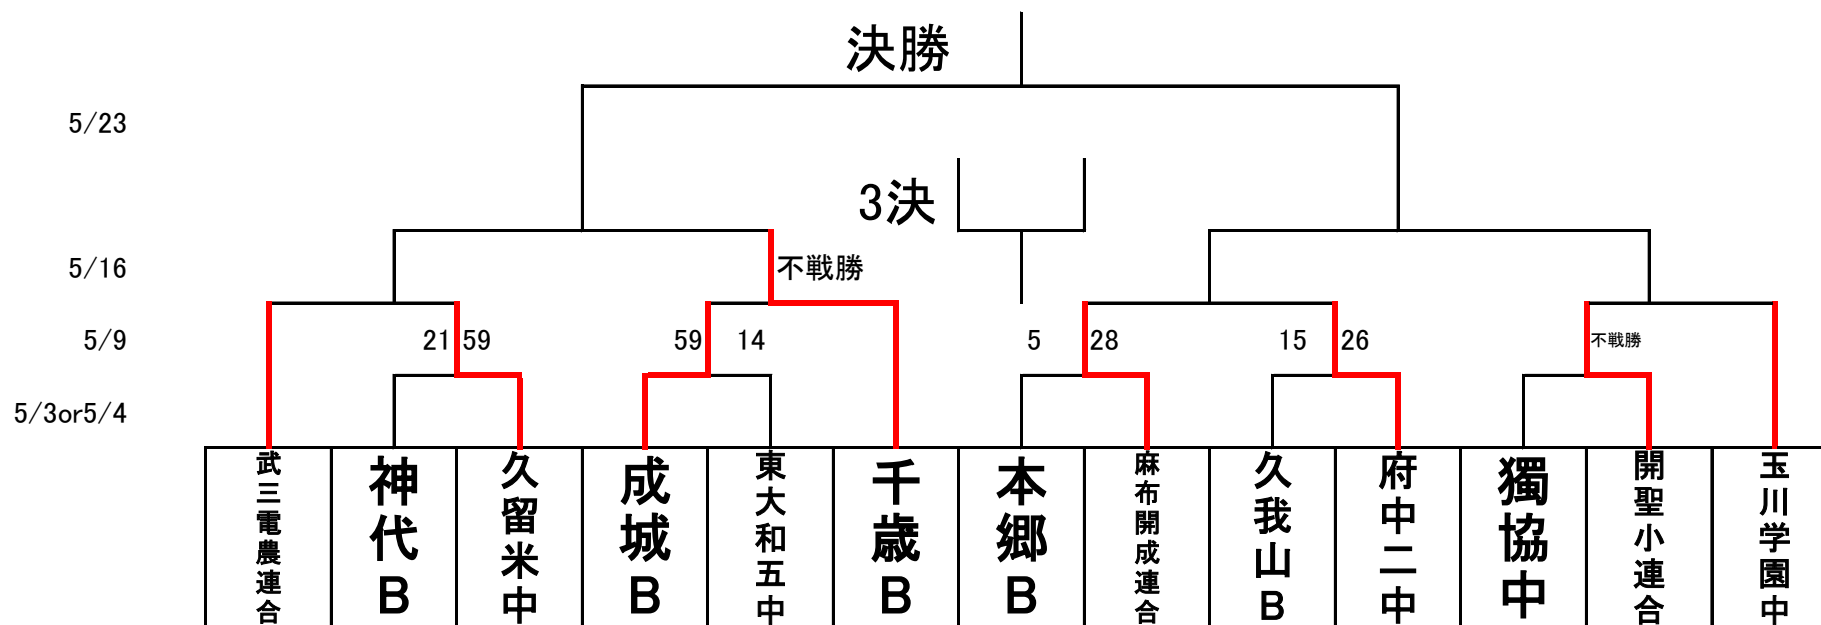 決勝
5/23
3決
5/16
不戦勝
5/9
21
59
59
14
5
28
15
26
不戦勝
5/3or5/4
武三電農連合
神代B
久留米中
成城B
東大和五中
千歳B
本郷B
麻布開成連合
久我山B
府中二中
獨協中
開聖小連合
玉川学園中